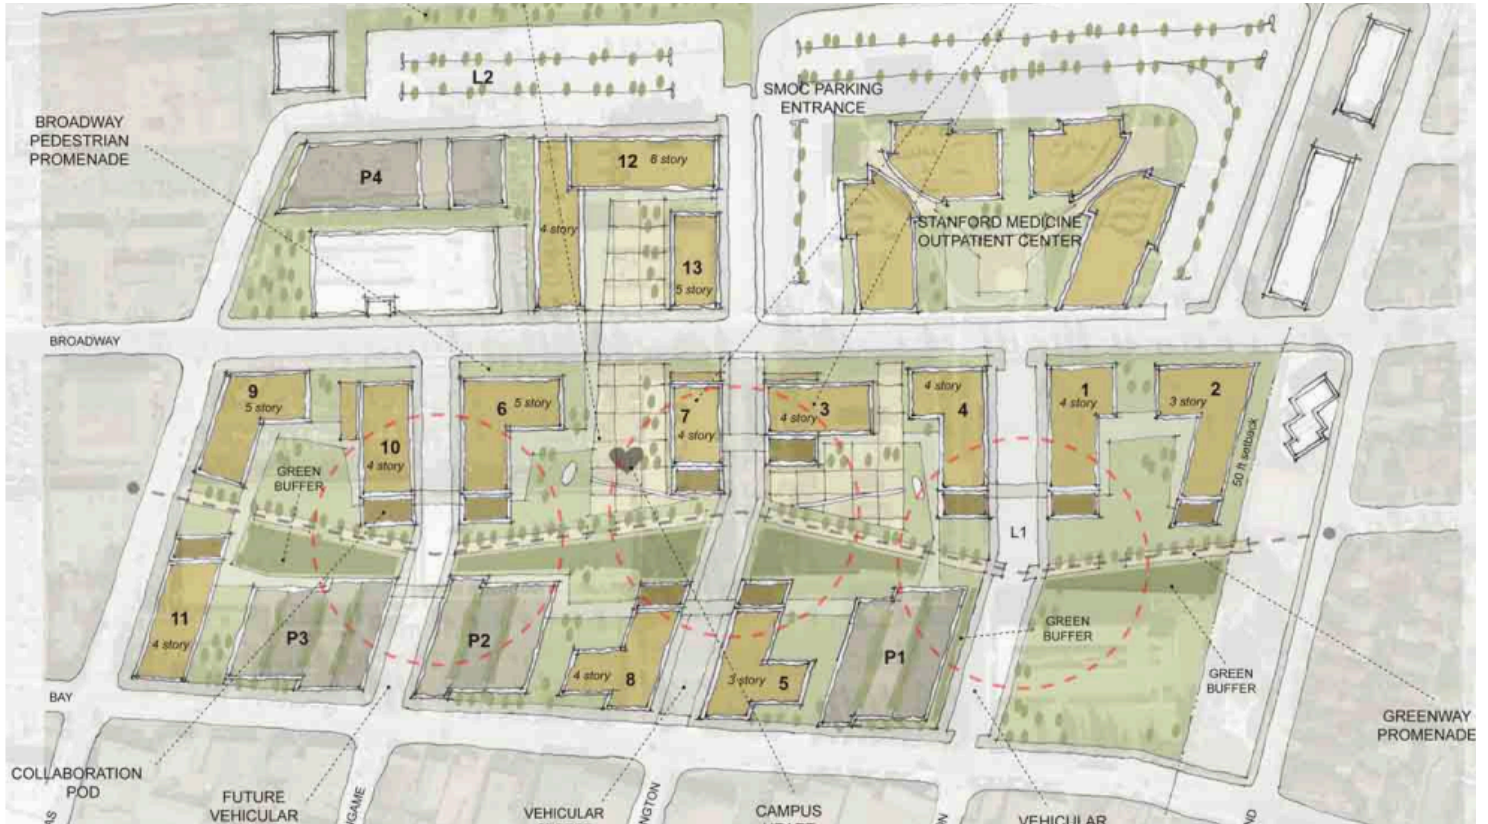 L2
SMOC PARKING
ENTRANCE
BROADWAY
PEDESTRIAN
PROMENADE
P4
12 8 story
4 story
13
5 story
STANFORD MEDICINE
OUTPATIENT CENTER
BROADWAY
9
5 story
10
4 story
6 5 story
7
4 story
3
4 story
4 story
4
1
4 story
2
3 story
50 ft setback
GREEN
BUFFER
L1
11
4 story
P3
P2
4 story
8
3 story
5
P1
GREEN
BUFFER
GREEN
BUFFER
BAY
GREENWAY
PROMENADE
COLLABORATION
POD
FUTURE
VEHICULAR
VEHICULAR
CAMPUS
VEHICULAR